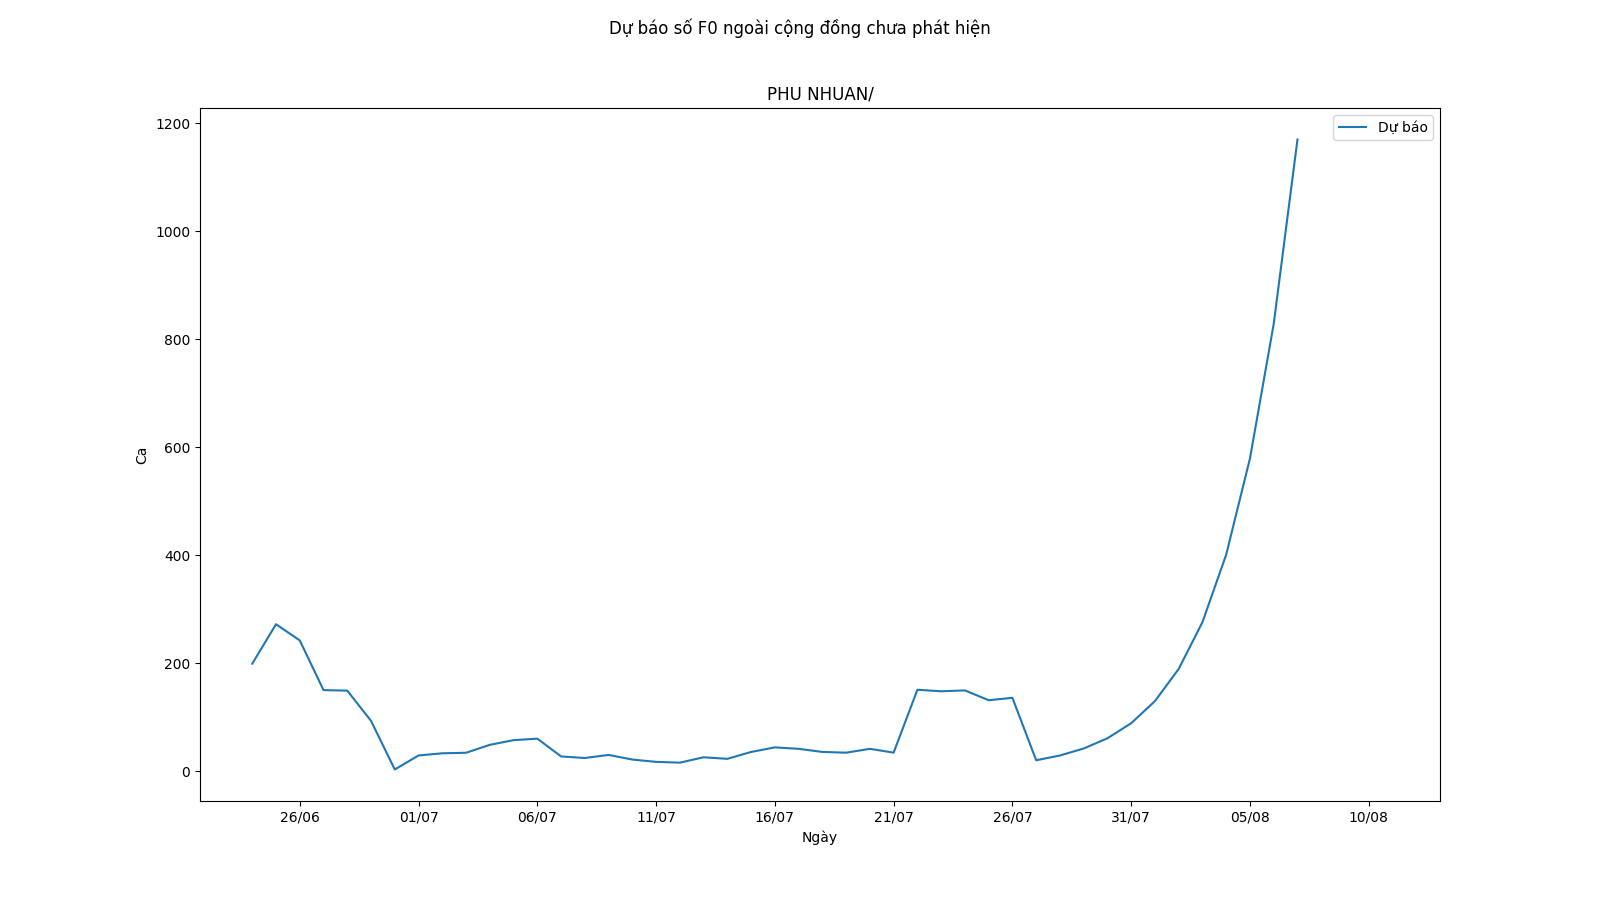 Dự báo số F0 ngoài cộng đồng chưa phát hiện
PHU NHUAN/
Dự báo
1200
1000
800
600
400
200
0
Ca
26/06 01/07 06/07 11/07 16/07 21/07 26/07 31/07 05/08 10/08
Ngày